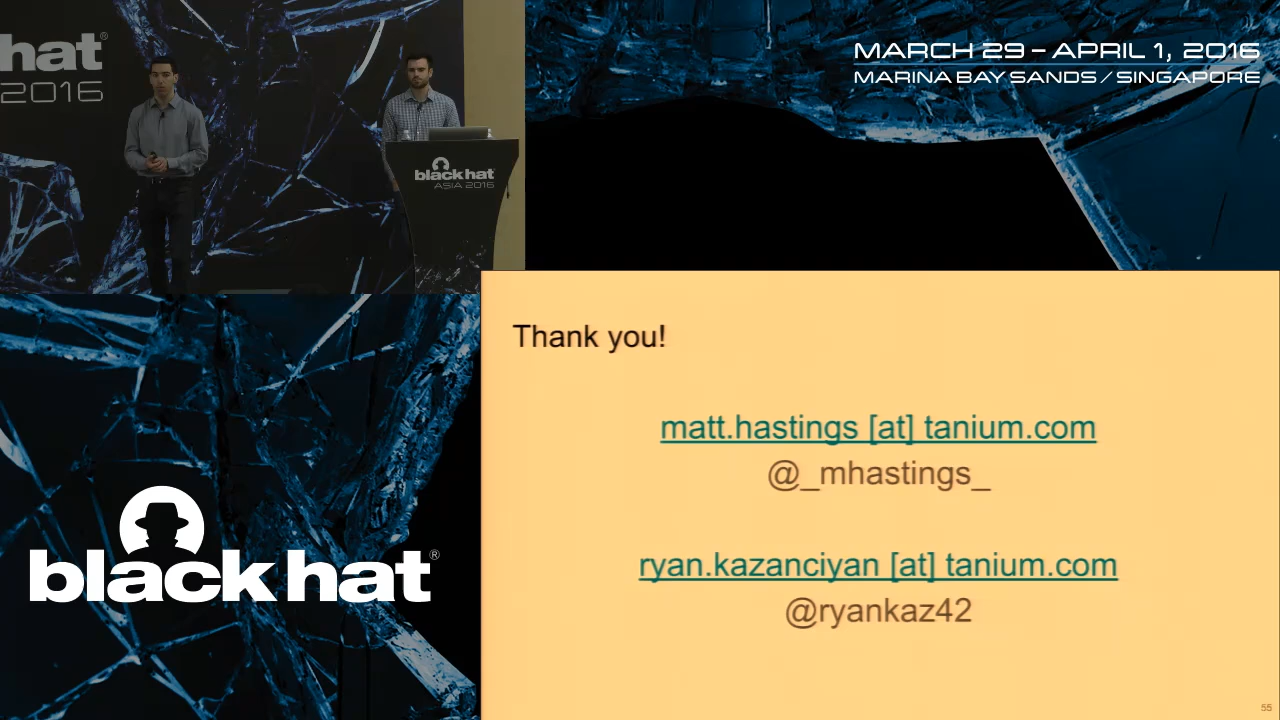 hat®
2016
black hat
ASIA 2016
MARCH 29 – APRIL 1, 2016
MARINA BAY SANDS / SINGAPORE
Thank you!
matt.hastings [at] tanium.com
@_mhastings_
ryan.kazanciyan [at] tanium.com
@ryankaz42
black hat®
55